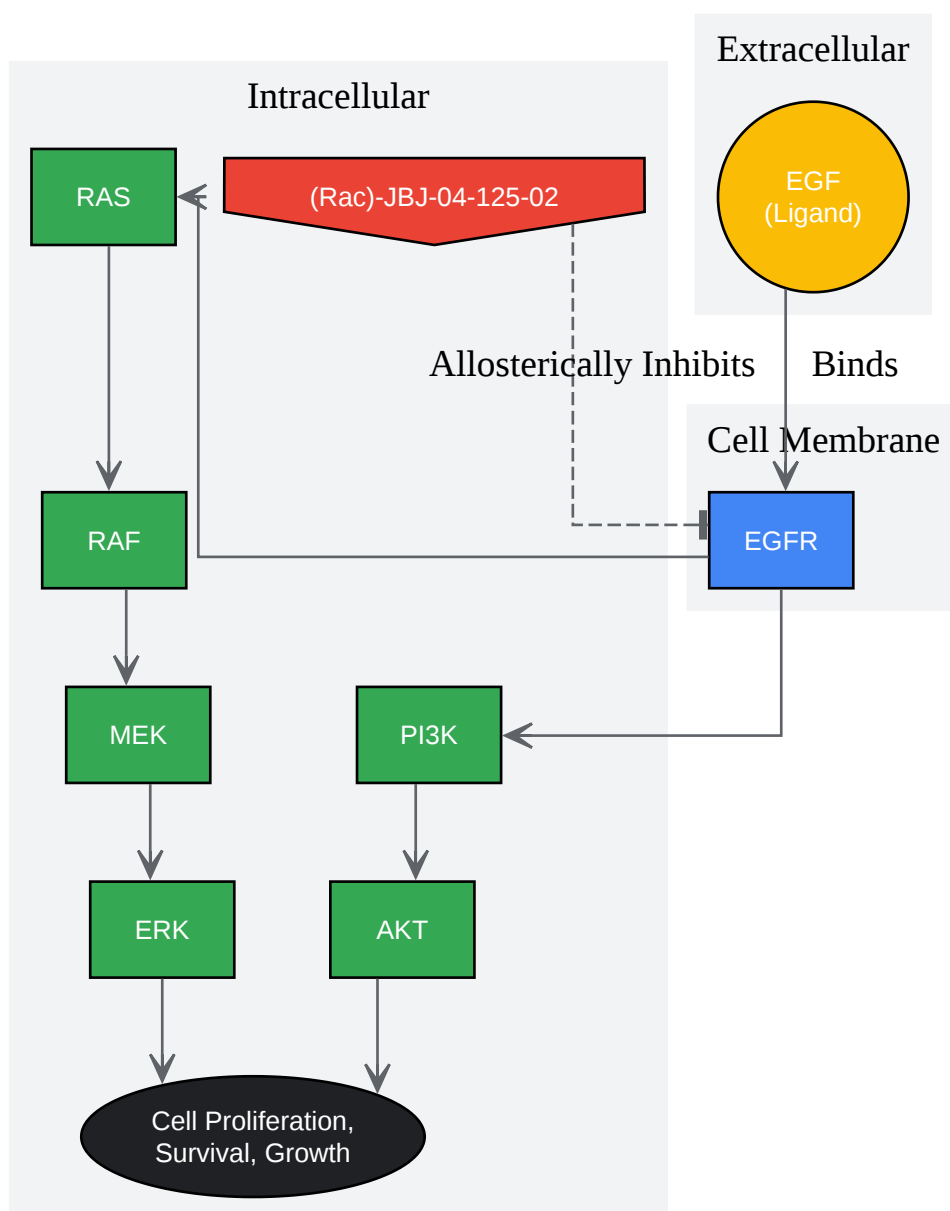 Extracellular
Intracellular
RAS
(Rac)-JBJ-04-125-02
EGF
(Ligand)
Allosterically Inhibits
Binds
Cell Membrane
RAF
EGFR
MEK
PI3K
ERK
AKT
Cell Proliferation,
Survival, Growth